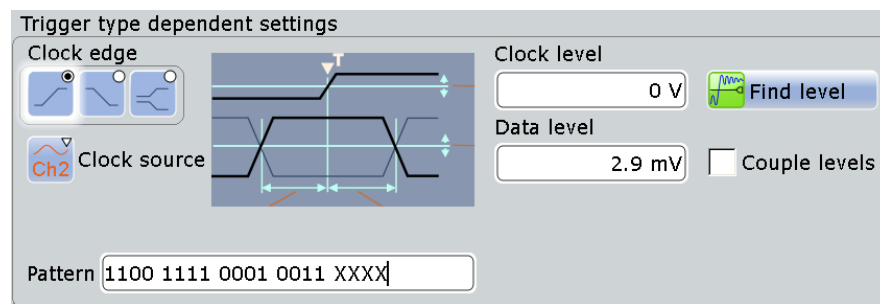 Trigger type dependent settings
Clock edge
T
Clock level
0 V
Find level
Data level
2.9 mV
Couple levels
Ch2
Clock source
Pattern 1100 1111 0001 0011 XXXX